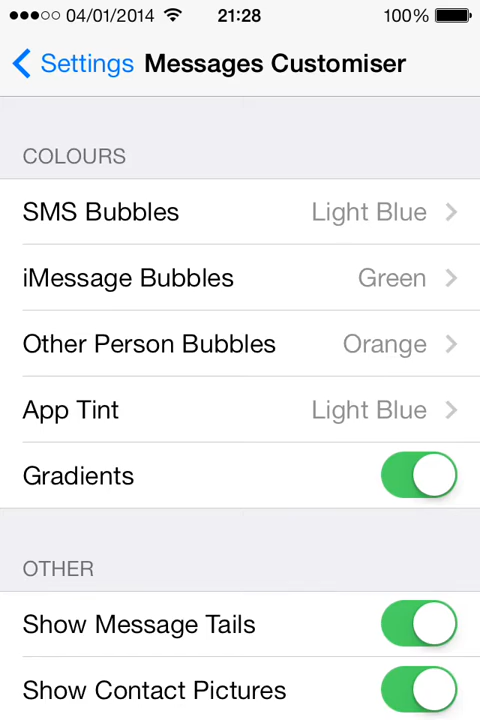 04/01/2014 21:28 100%
Settings Messages Customiser
COLOURS
SMS Bubbles Light Blue
iMessage Bubbles Green
Other Person Bubbles Orange
App Tint Light Blue
Gradients
OTHER
Show Message Tails
Show Contact Pictures